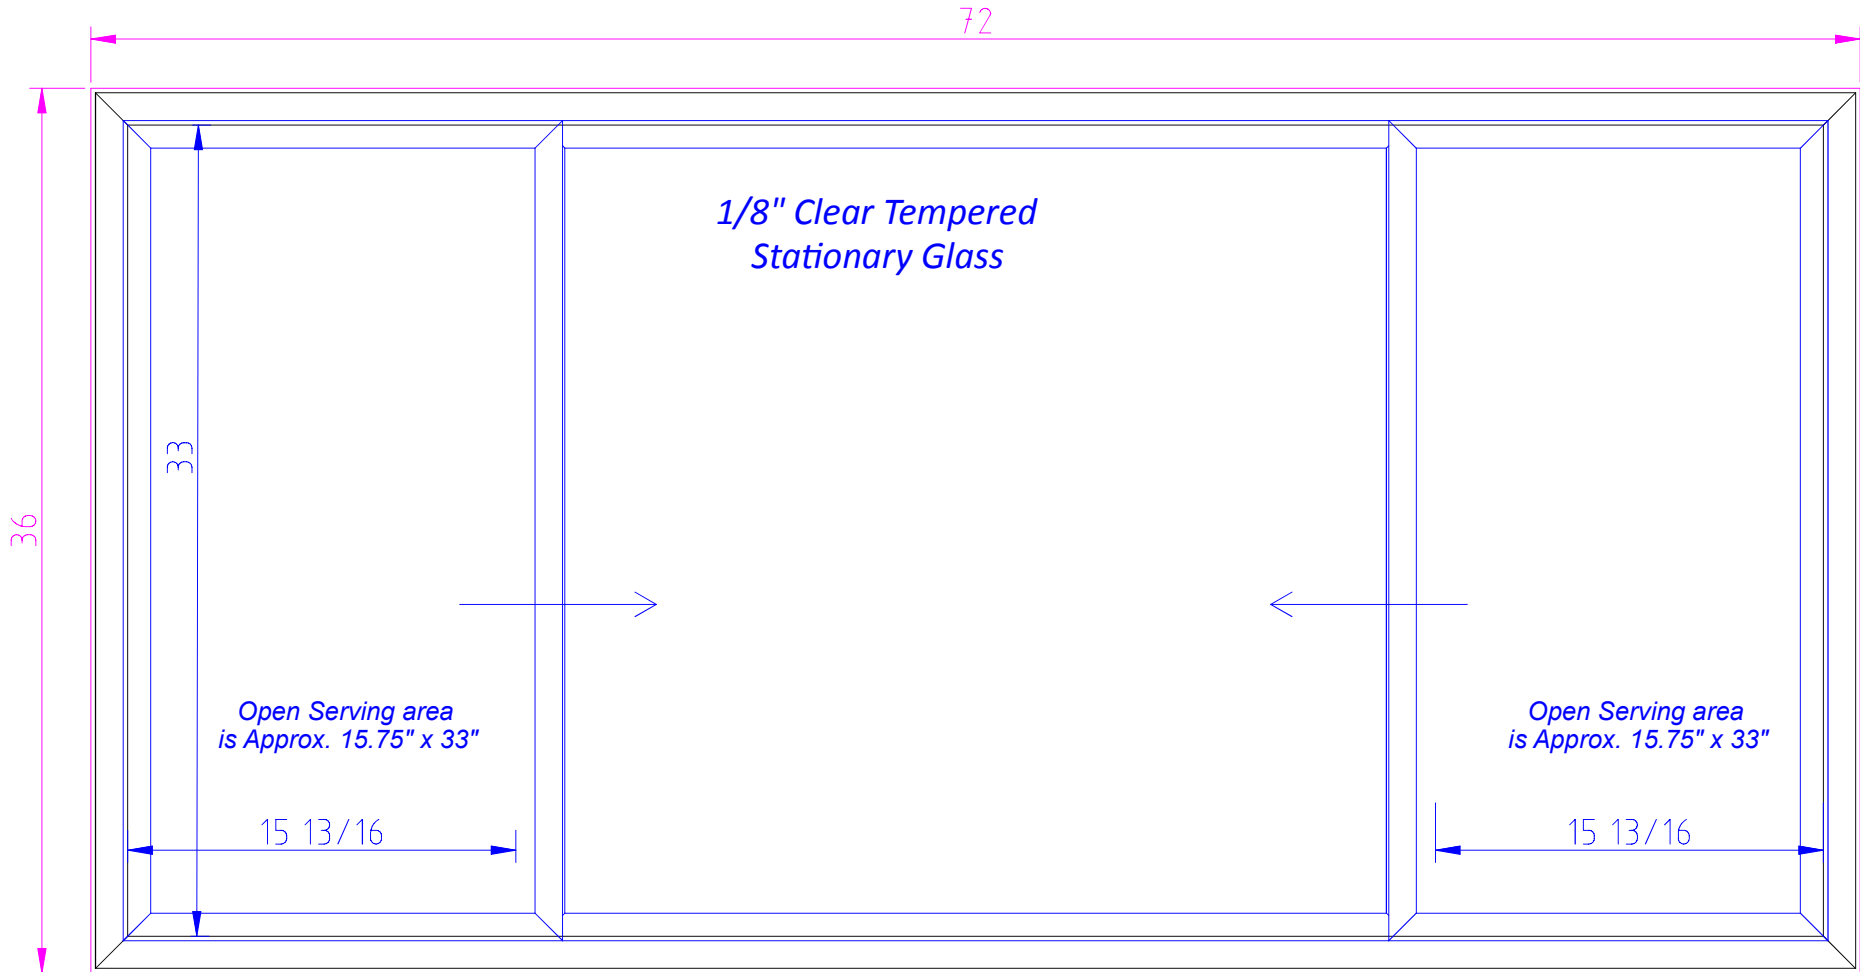 72
1/8" Clear Tempered
Stationary Glass
33
36
Open Serving area
is Approx. 15.75" x 33"
Open Serving area
is Approx. 15.75" x 33"
15 13/16
15 13/16